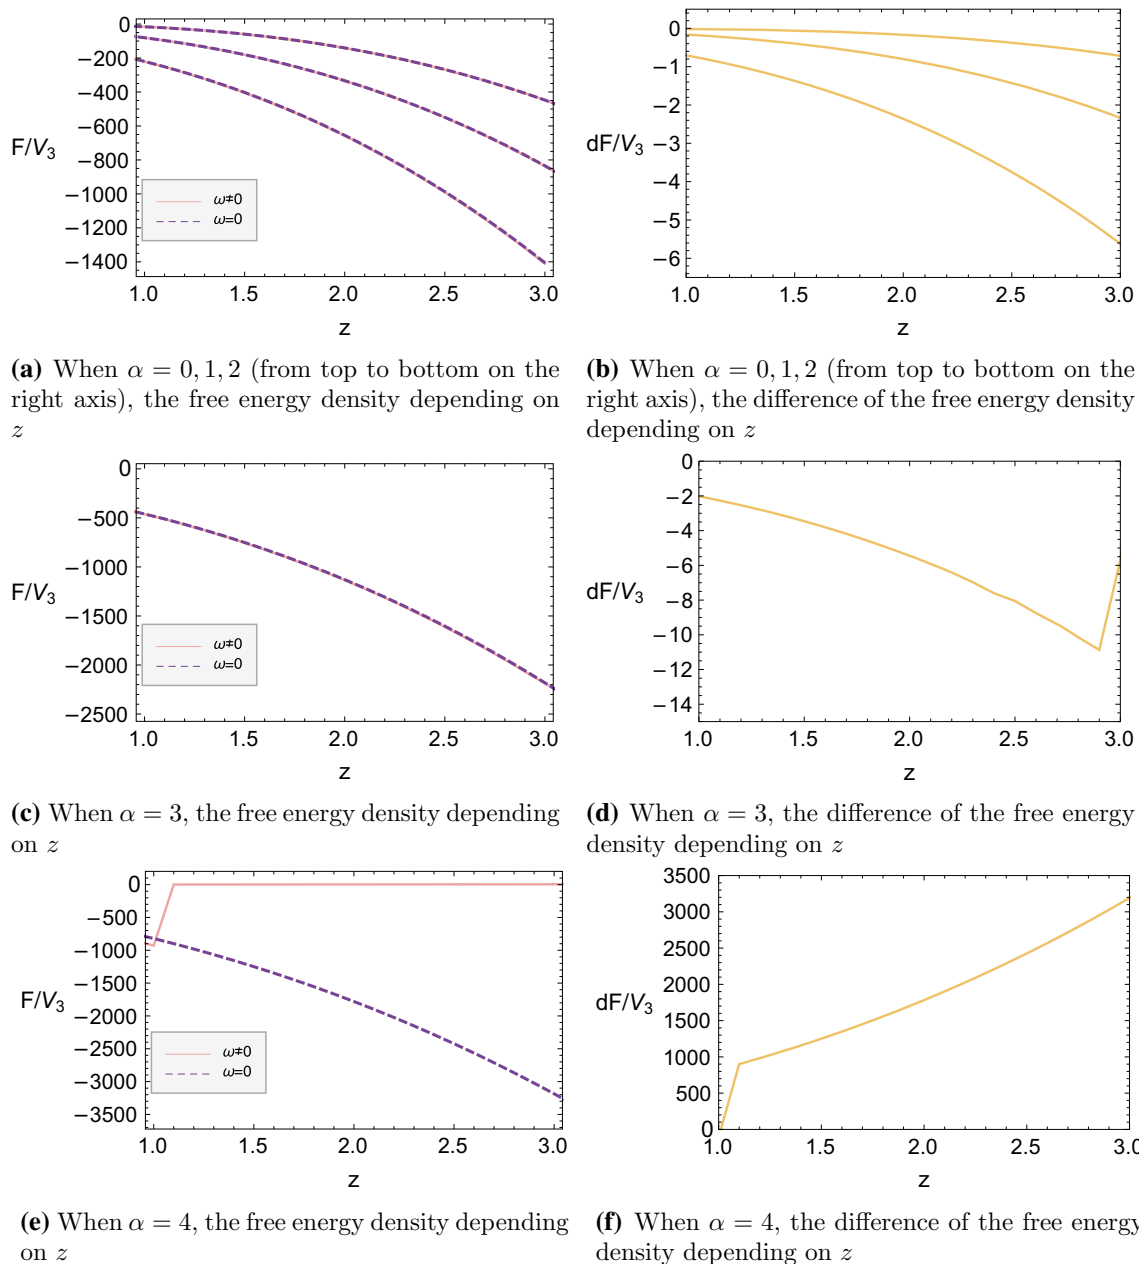 0
−200
−400
−600
−800
−1000
−1200
−1400
F/V3
ω≠0
ω=0
1.0 1.5 2.0 2.5 3.0
z
0
−1
−2
−3
−4
−5
−6
dF/V3
1.0 1.5 2.0 2.5 3.0
z
(a) When α = 0, 1, 2 (from top to bottom on the
right axis), the free energy density depending on
z
(b) When α = 0, 1, 2 (from top to bottom on the
right axis), the difference of the free energy density
depending on z
0
−500
−1000
−1500
−2000
−2500
F/V3
ω≠0
ω=0
1.0 1.5 2.0 2.5 3.0
z
0
−2
−4
−6
−8
−10
−12
−14
dF/V3
1.0 1.5 2.0 2.5 3.0
z
(c) When α = 3, the free energy density depending
on z
(d) When α = 3, the difference of the free energy
density depending on z
0
−500
−1000
−1500
−2000
−2500
−3000
−3500
F/V3
ω≠0
ω=0
1.0 1.5 2.0 2.5 3.0
z
3500
3000
2500
2000
1500
1000
500
0
dF/V3
1.0 1.5 2.0 2.5 3.0
z
(e) When α = 4, the free energy density depending
on z
(f) When α = 4, the difference of the free energy
density depending on z